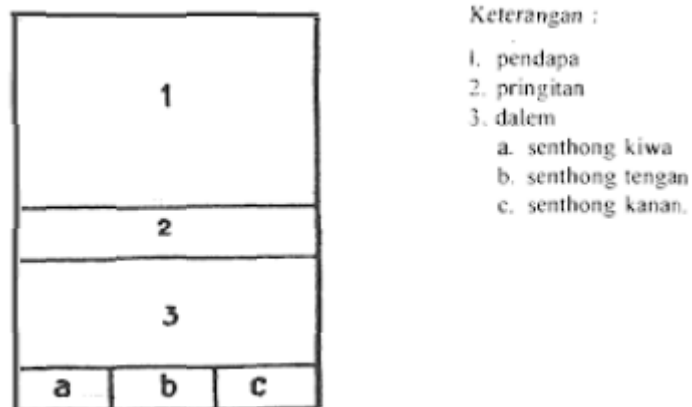 Keterangan :
1. pendapa
2. pringitan
3. dalem
a. senthong kiwa
b. senthong tengan
c. senthong kanan.
1
2
3
a b c